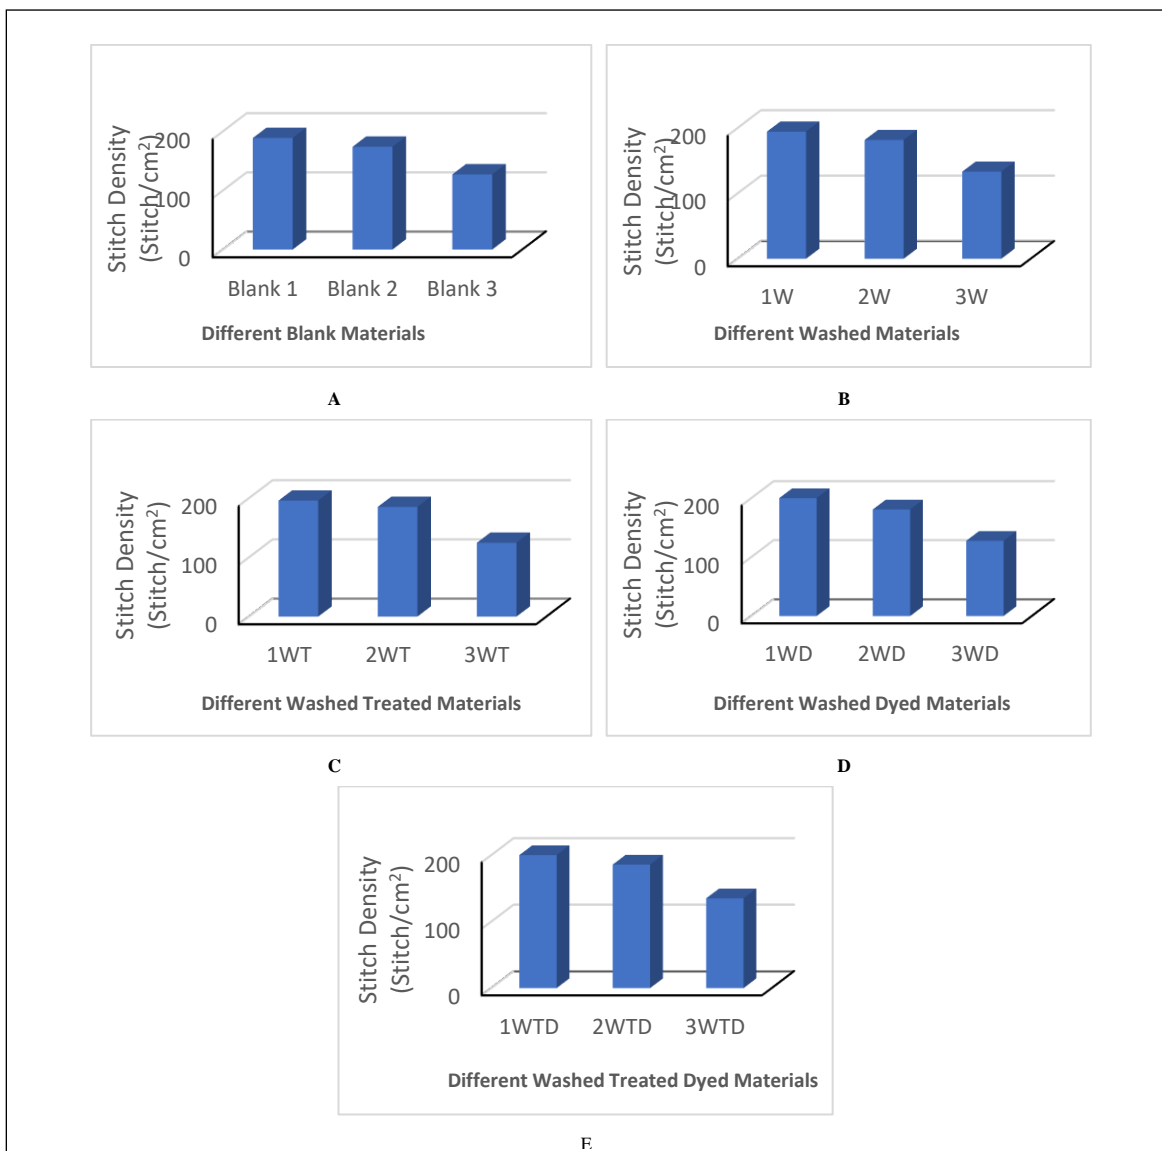 Stitch Density
(Stitch/cm²)
200
100
0
Blank 1 Blank 2 Blank 3
Different Blank Materials
A
Stitch Density
(Stitch/cm²)
200
100
0
1W 2W 3W
Different Washed Materials
B
Stitch Density
(Stitch/cm²)
200
100
0
1WT 2WT 3WT
Different Washed Treated Materials
C
Stitch Density
(Stitch/cm²)
200
100
0
1WD 2WD 3WD
Different Washed Dyed Materials
D
Stitch Density
(Stitch/cm²)
200
100
0
1WTD 2WTD 3WTD
Different Washed Treated Dyed Materials
E